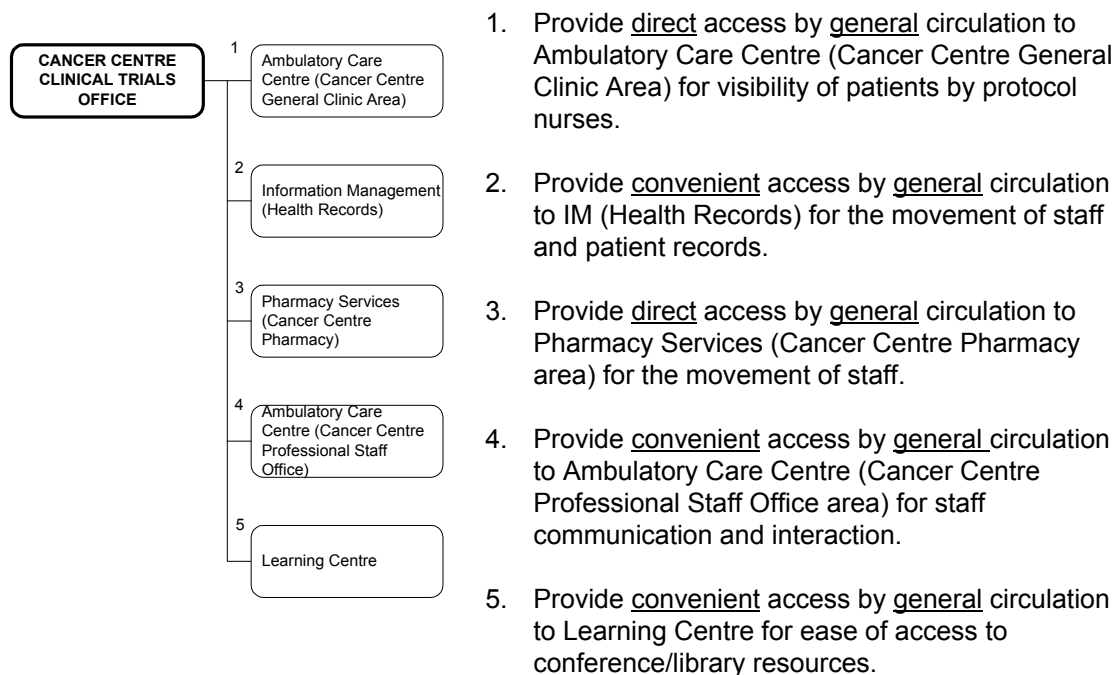 CANCER CENTRE
CLINICAL TRIALS
OFFICE
1
Ambulatory Care
Centre (Cancer Centre
General Clinic Area)
2
Information Management
(Health Records)
3
Pharmacy Services
(Cancer Centre
Pharmacy)
4
Ambulatory Care
Centre (Cancer Centre
Professional Staff
Office)
5
Learning Centre
1. Provide direct access by general circulation to
Ambulatory Care Centre (Cancer Centre General
Clinic Area) for visibility of patients by protocol
nurses.
2. Provide convenient access by general circulation
to IM (Health Records) for the movement of staff
and patient records.
3. Provide direct access by general circulation to
Pharmacy Services (Cancer Centre Pharmacy
area) for the movement of staff.
4. Provide convenient access by general circulation
to Ambulatory Care Centre (Cancer Centre
Professional Staff Office area) for staff
communication and interaction.
5. Provide convenient access by general circulation
to Learning Centre for ease of access to
conference/library resources.